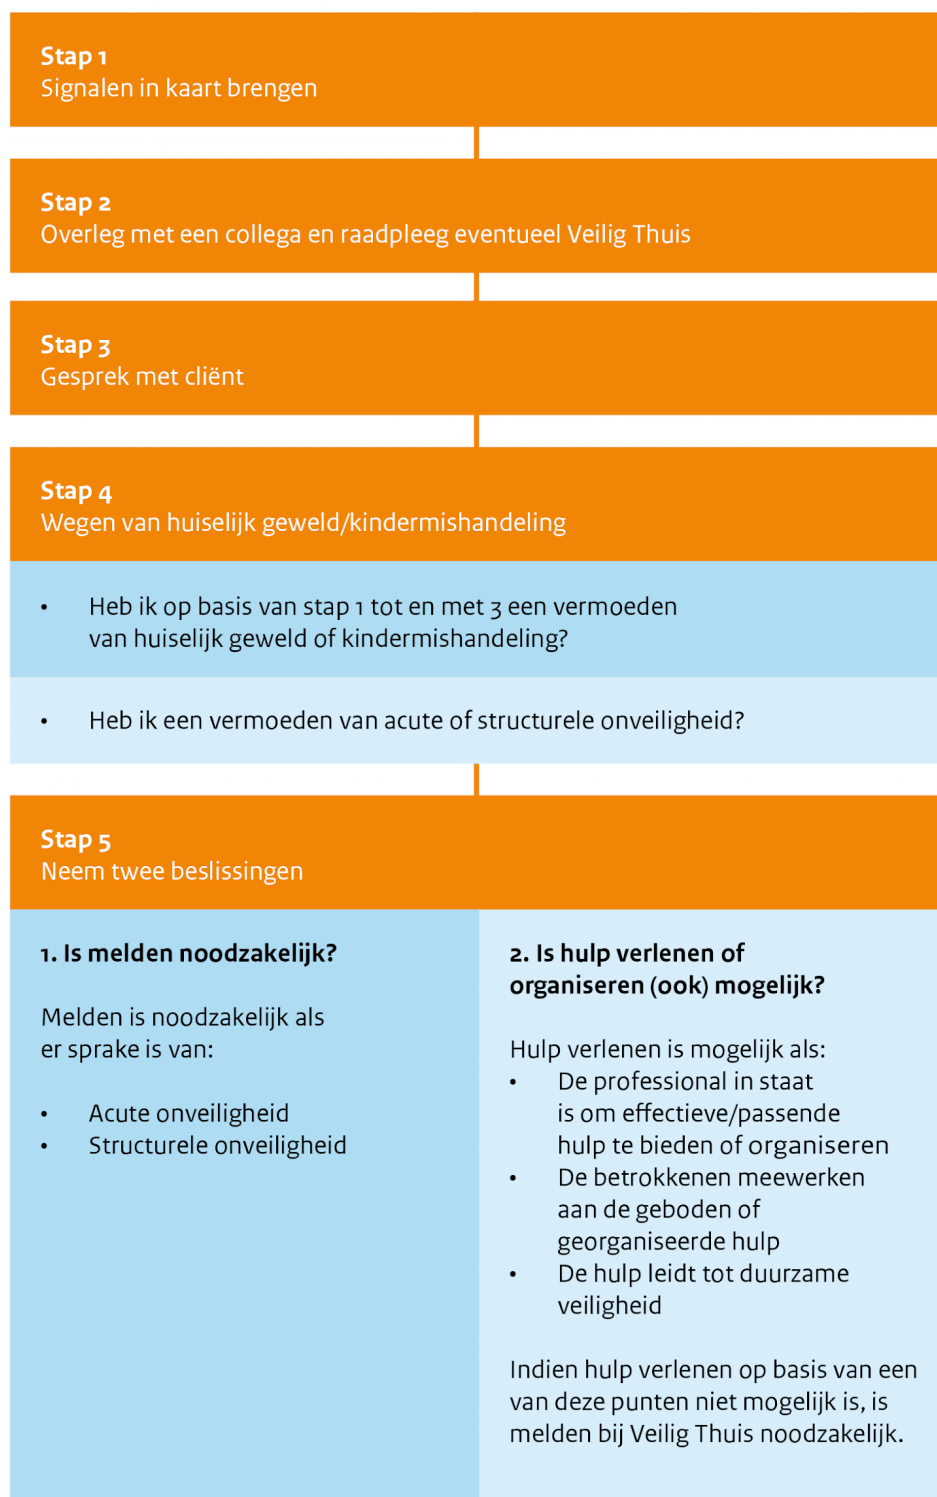 Stap 1
Signalen in kaart brengen
Stap 2
Overleg met een collega en raadpleeg eventueel Veilig Thuis
Stap 3
Gesprek met cliënt
Stap 4
Wegen van huiselijk geweld/kindermishandeling
• Heb ik op basis van stap 1 tot en met 3 een vermoeden
van huiselijk geweld of kindermishandeling?
• Heb ik een vermoeden van acute of structurele onveiligheid?
Stap 5
Neem twee beslissingen
1. Is melden noodzakelijk?
Melden is noodzakelijk als
er sprake is van:
• Acute onveiligheid
• Structurele onveiligheid
2. Is hulp verlenen of
organiseren (ook) mogelijk?
Hulp verlenen is mogelijk als:
• De professional in staat
is om effectieve/passende
hulp te bieden of organiseren
• De betrokkenen meewerken
aan de geboden of
georganiseerde hulp
• De hulp leidt tot duurzame
veiligheid
Indien hulp verlenen op basis van een
van deze punten niet mogelijk is, is
melden bij Veilig Thuis noodzakelijk.